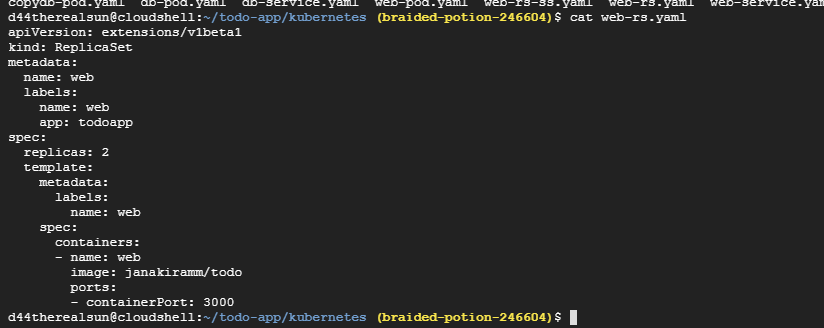 copydb-pod.yaml  db-pod.yaml  db-service.yaml  web-pod.yaml  web-rs-ss.yaml  web-rs.yaml  web-service.yam
d44therealsun@cloudshell:~/todo-app/kubernetes (braided-potion-246604)$ cat web-rs.yaml
apiVersion: extensions/v1beta1
kind: ReplicaSet
metadata:
  name: web
  labels:
    name: web
    app: todoapp
spec:
  replicas: 2
  template:
    metadata:
      labels:
        name: web
    spec:
      containers:
      - name: web
        image: janakiramm/todo
        ports:
        - containerPort: 3000
d44therealsun@cloudshell:~/todo-app/kubernetes (braided-potion-246604)$